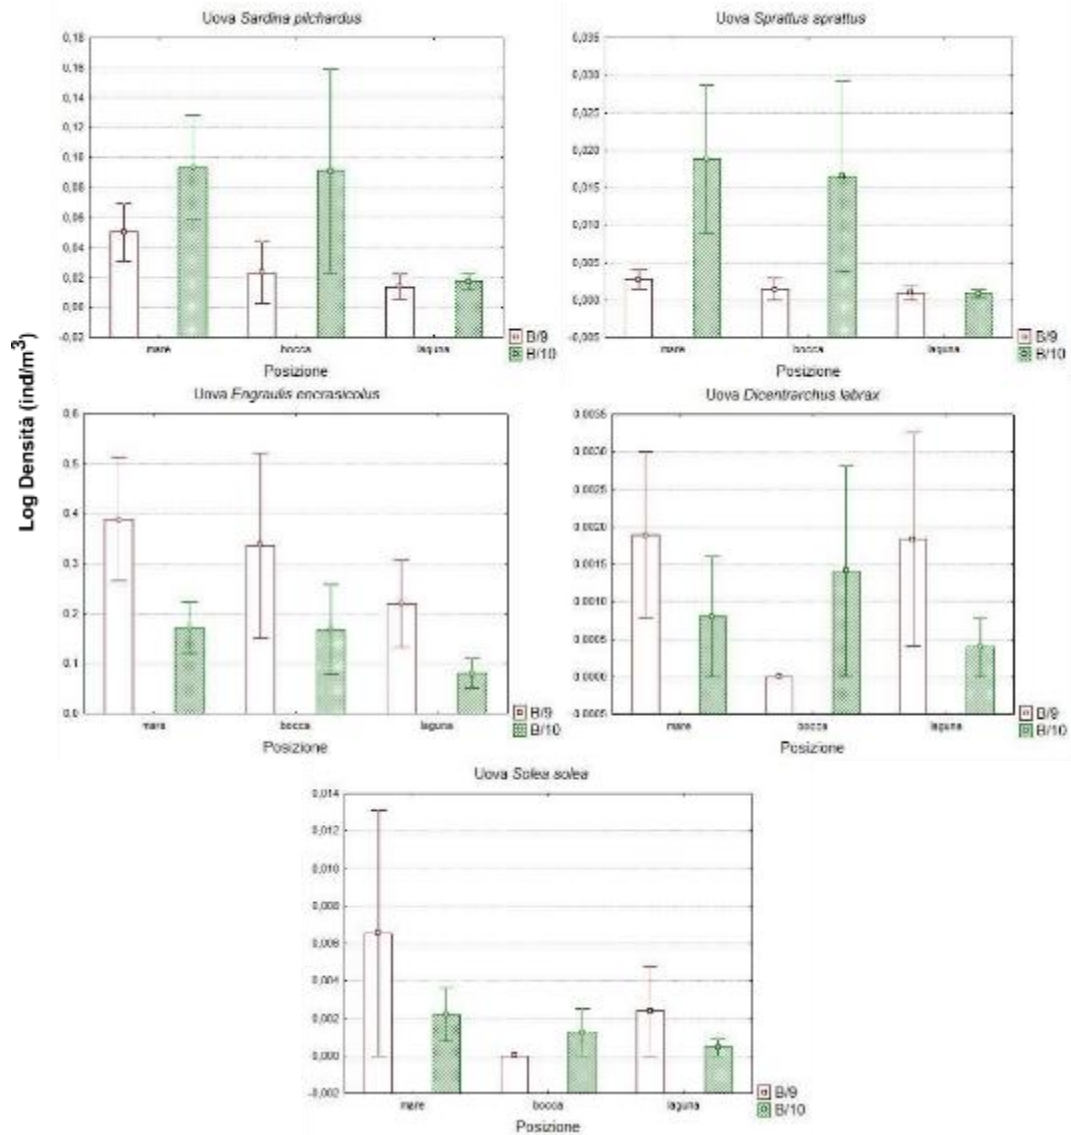 Uova Sardina pilchardus
0,18
0,16
0,14
0,12
0,10
0,08
0,06
0,04
0,02
0,00
-0,02
mare
bocca
laguna
Posizione
B/9
B/10
Uova Sprattus sprattus
0,035
0,030
0,025
0,020
0,015
0,010
0,005
0,000
-0,005
mare
bocca
laguna
Posizione
B/9
B/10
Log Densità (ind/m³)
Uova Engraulis encrasicolus
0,6
0,5
0,4
0,3
0,2
0,1
0,0
mare
bocca
laguna
Posizione
B/9
B/10
Uova Dicentrarchus labrax
0,0035
0,0030
0,0025
0,0020
0,0015
0,0010
0,0005
0,0000
-0,0005
mare
bocca
laguna
Posizione
B/9
B/10
Uova Solea solea
0,014
0,012
0,010
0,008
0,006
0,004
0,002
0,000
-0,002
mare
bocca
laguna
Posizione
B/9
B/10